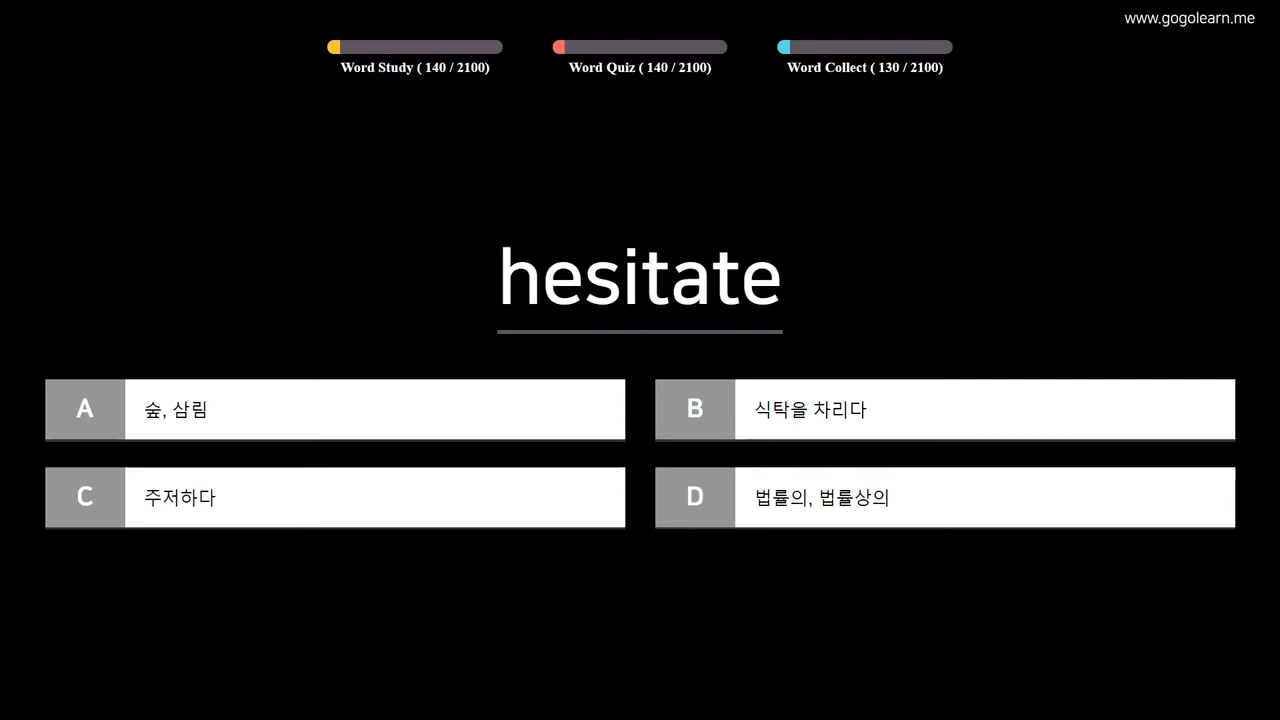 www.gogolearn.me
Word Study ( 140 / 2100)
Word Quiz ( 140 / 2100)
Word Collect ( 130 / 2100)
hesitate
A 숲, 삼림
B 식탁을 차리다
C 주저하다
D 법률의, 법률상의